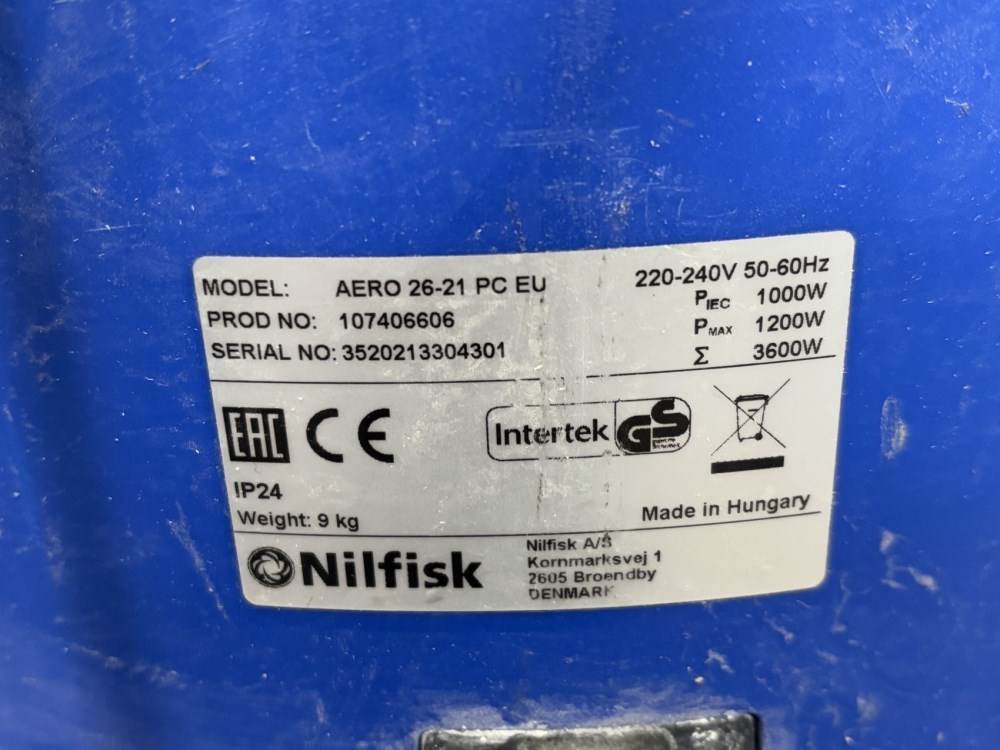 MODEL: AERO 26-21 PC EU
PROD NO: 107406606
SERIAL NO: 3520213304301
220-240V 50-60Hz
PIEC 1000W
PMAX 1200W
Σ 3600W
EAC CE
Intertek GS
IP24
Weight: 9 kg
Made in Hungary
Nilfisk
Nilfisk A/S
Kornmarksvej 1
2605 Broendby
DENMARK